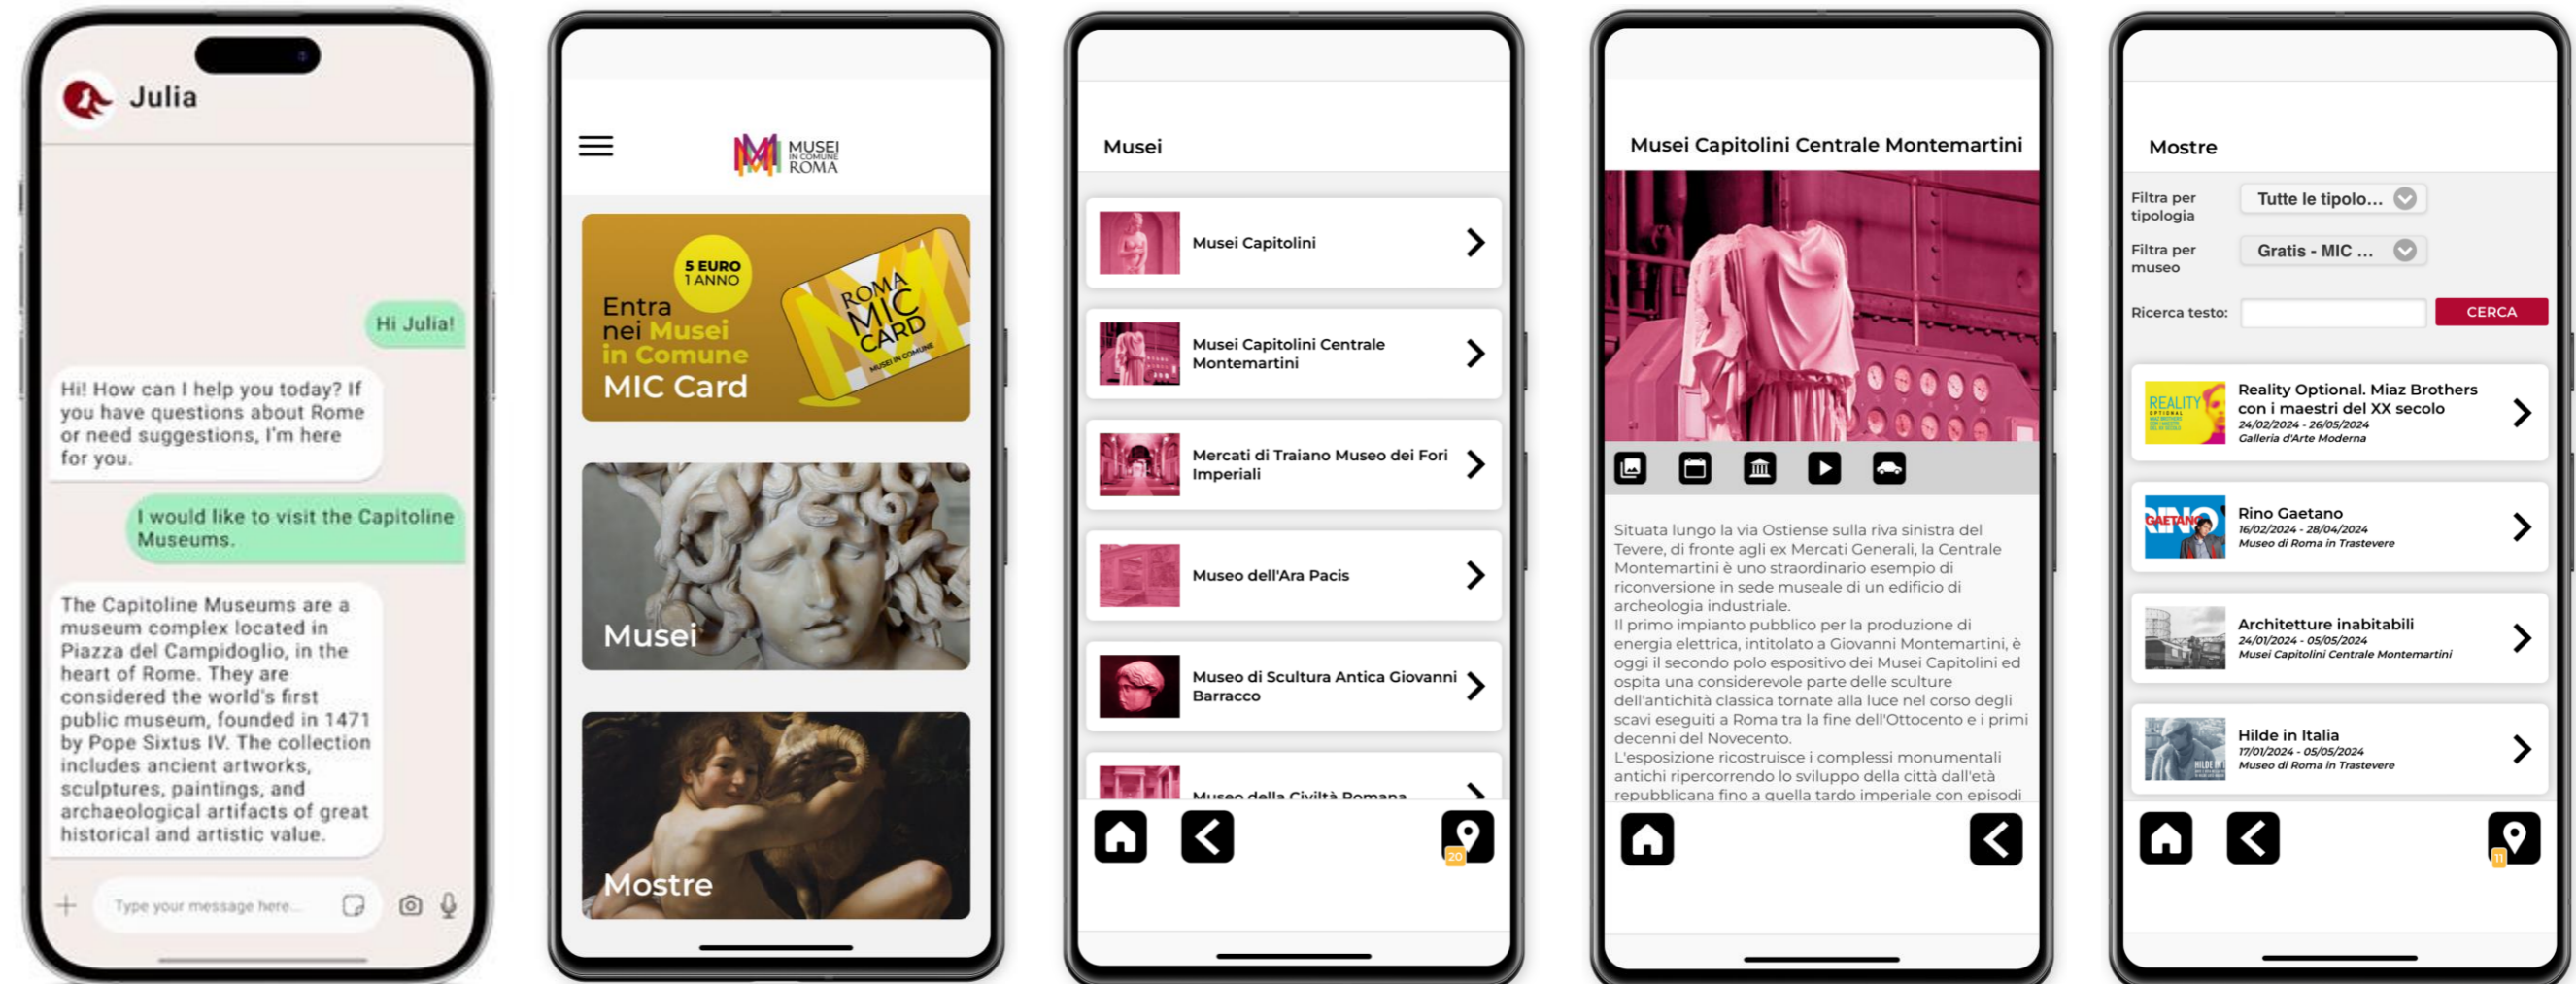 Julia
Hi Julia!
Hi! How can I help you today? If
you have questions about Rome
or need suggestions, I'm here
for you.
I would like to visit the Capitoline
Museums.
The Capitoline Museums are a
museum complex located in
Piazza del Campidoglio, in the
heart of Rome. They are
considered the world's first
public museum, founded in 1471
by Pope Sixtus IV. The collection
includes ancient artworks,
sculptures, paintings, and
archaeological artifacts of great
historical and artistic value.
Type your message here...
MUSEI
IN COMUNE
ROMA
5 EURO
1 ANNO
Entra
nei Musei
in Comune
MIC Card
ROMA
MIC
CARD
MUSEI IN COMUNE
Musei
Mostre
Musei
Musei Capitolini
Musei Capitolini Centrale
Montemartini
Mercati di Traiano Museo dei Fori
Imperiali
Museo dell'Ara Pacis
Museo di Scultura Antica Giovanni
Barracco
Museo della Civiltà Romana
20
Musei Capitolini Centrale Montemartini
Situata lungo la via Ostiense sulla riva sinistra del
Tevere, di fronte agli ex Mercati Generali, la Centrale
Montemartini è uno straordinario esempio di
riconversione in sede museale di un edificio di
archeologia industriale.
Il primo impianto pubblico per la produzione di
energia elettrica, intitolato a Giovanni Montemartini, è
oggi il secondo polo espositivo dei Musei Capitolini ed
ospita una considerevole parte delle sculture
dell'antichità classica tornate alla luce nel corso degli
scavi eseguiti a Roma tra la fine dell'Ottocento e i primi
decenni del Novecento.
L'esposizione ricostruisce i complessi monumentali
antichi ripercorrendo lo sviluppo della città dall'età
repubblicana fino a quella tardo imperiale con episodi
Mostre
Filtra per
tipologia
Tutte le tipolo...
Filtra per
museo
Gratis - MIC ...
Ricerca testo:
CERCA
REALITY
OPTIONAL
Reality Optional. Miaz Brothers
con i maestri del XX secolo
24/02/2024 - 26/05/2024
Galleria d'Arte Moderna
RINO
GAETANO
Rino Gaetano
16/02/2024 - 28/04/2024
Museo di Roma in Trastevere
Architetture inabitabili
24/01/2024 - 05/05/2024
Musei Capitolini Centrale Montemartini
HILDE IN
Hilde in Italia
17/01/2024 - 05/05/2024
Museo di Roma in Trastevere
11